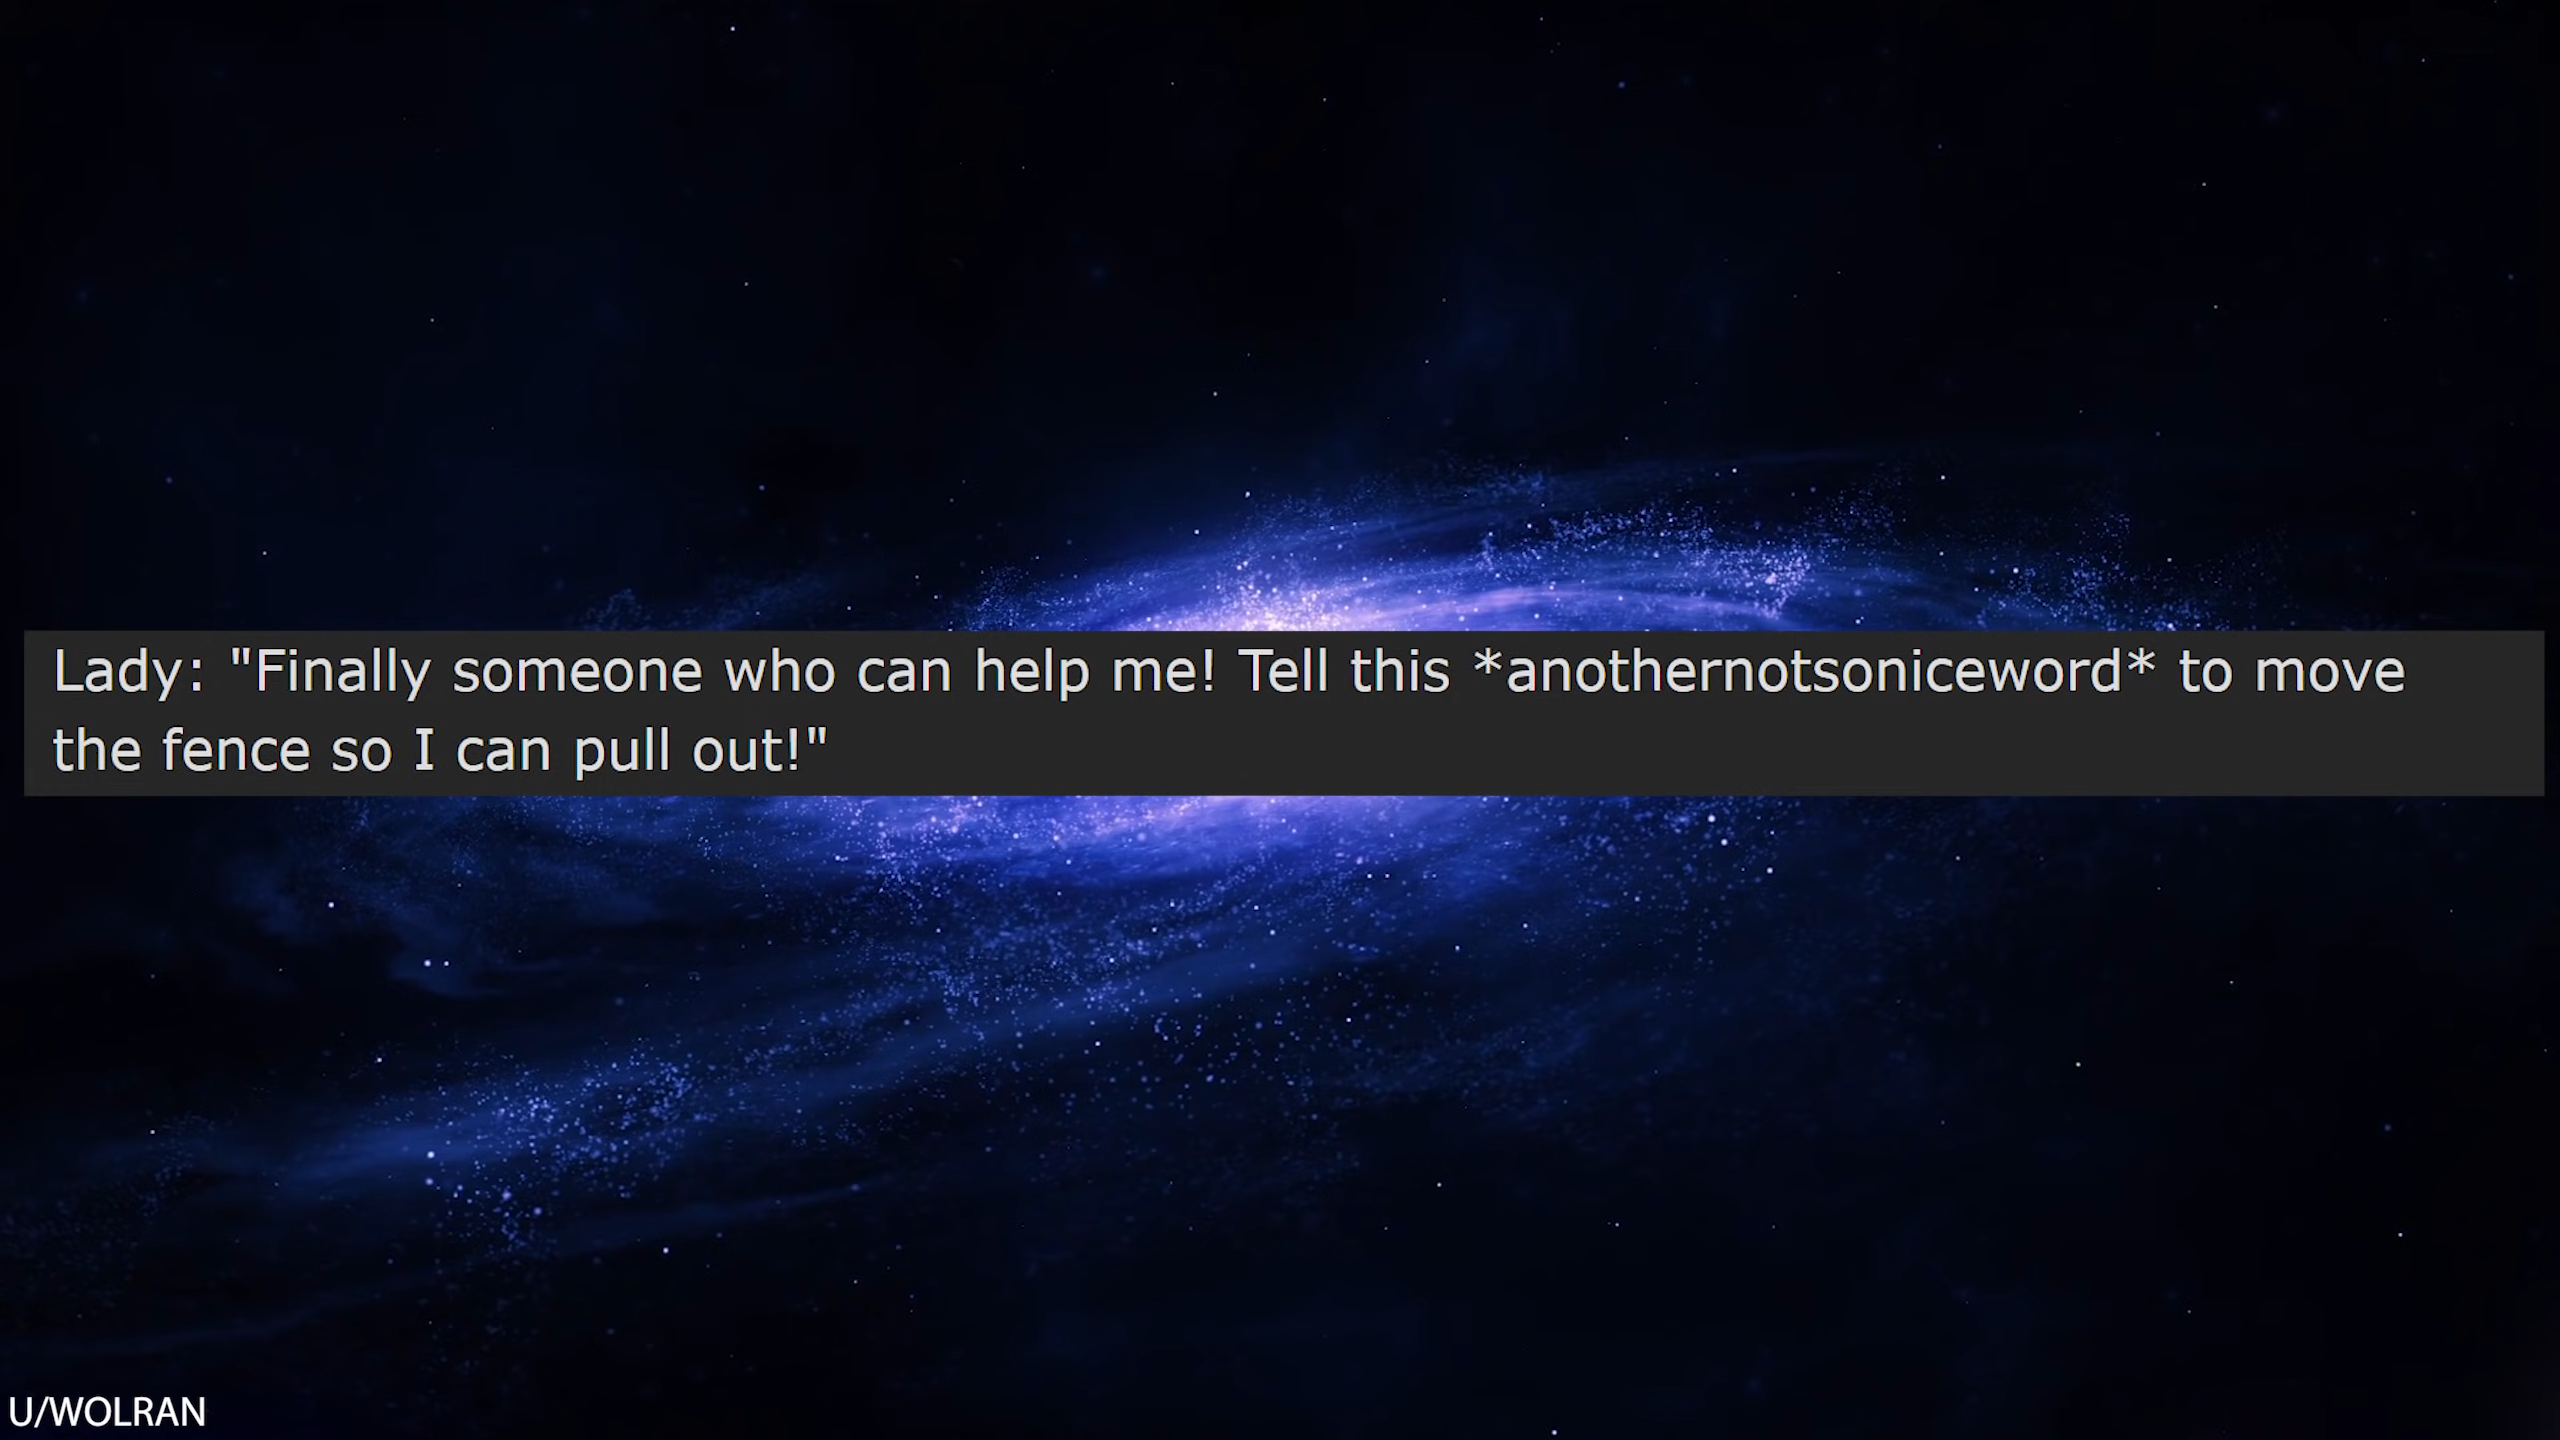 Lady: "Finally someone who can help me! Tell this *anothernotsoniceword* to move
the fence so I can pull out!"
U/WOLRAN